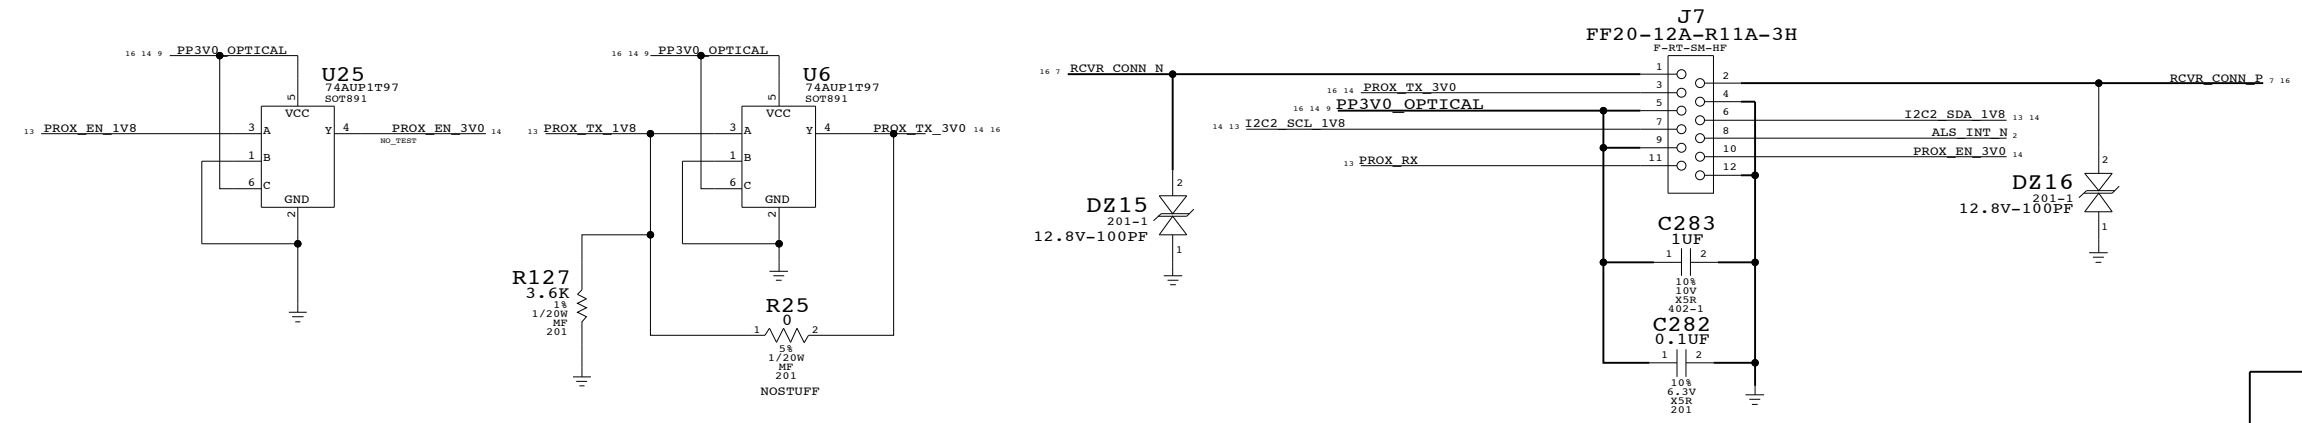 16 14 9 PP3V0_OPTICAL
U25
74AUP1T97
SOT891
5
VCC
13 PROX_EN_1V8
3 A
Y 4
PROX_EN_3V0 14
NO_TEST
1 B
6 C
GND
2
16 14 9 PP3V0_OPTICAL
U6
74AUP1T97
SOT891
5
VCC
13 PROX_TX_1V8
3 A
Y 4
PROX_TX_3V0 14 16
1 B
6 C
GND
2
R127
3.6K
1%
1/20W
MF
201
R25
0
1 2
5%
1/20W
MF
201
NOSTUFF
J7
FF20-12A-R11A-3H
F-RT-SM-HF
16 7 RCVR_CONN_N
1
2
RCVR_CONN_P 7 16
16 14 PROX_TX_3V0
3
4
16 14 9 PP3V0_OPTICAL
5
6
I2C2_SDA_1V8 13 14
14 13 I2C2_SCL_1V8
7
8
ALS_INT_N 2
9
10
PROX_EN_3V0 14
13 PROX_RX
11
12
2
DZ15
201-1
12.8V-100PF
1
2
DZ16
201-1
12.8V-100PF
1
C283
1UF
1 2
10%
10V
X5R
402-1
C282
0.1UF
1 2
10%
6.3V
X5R
201